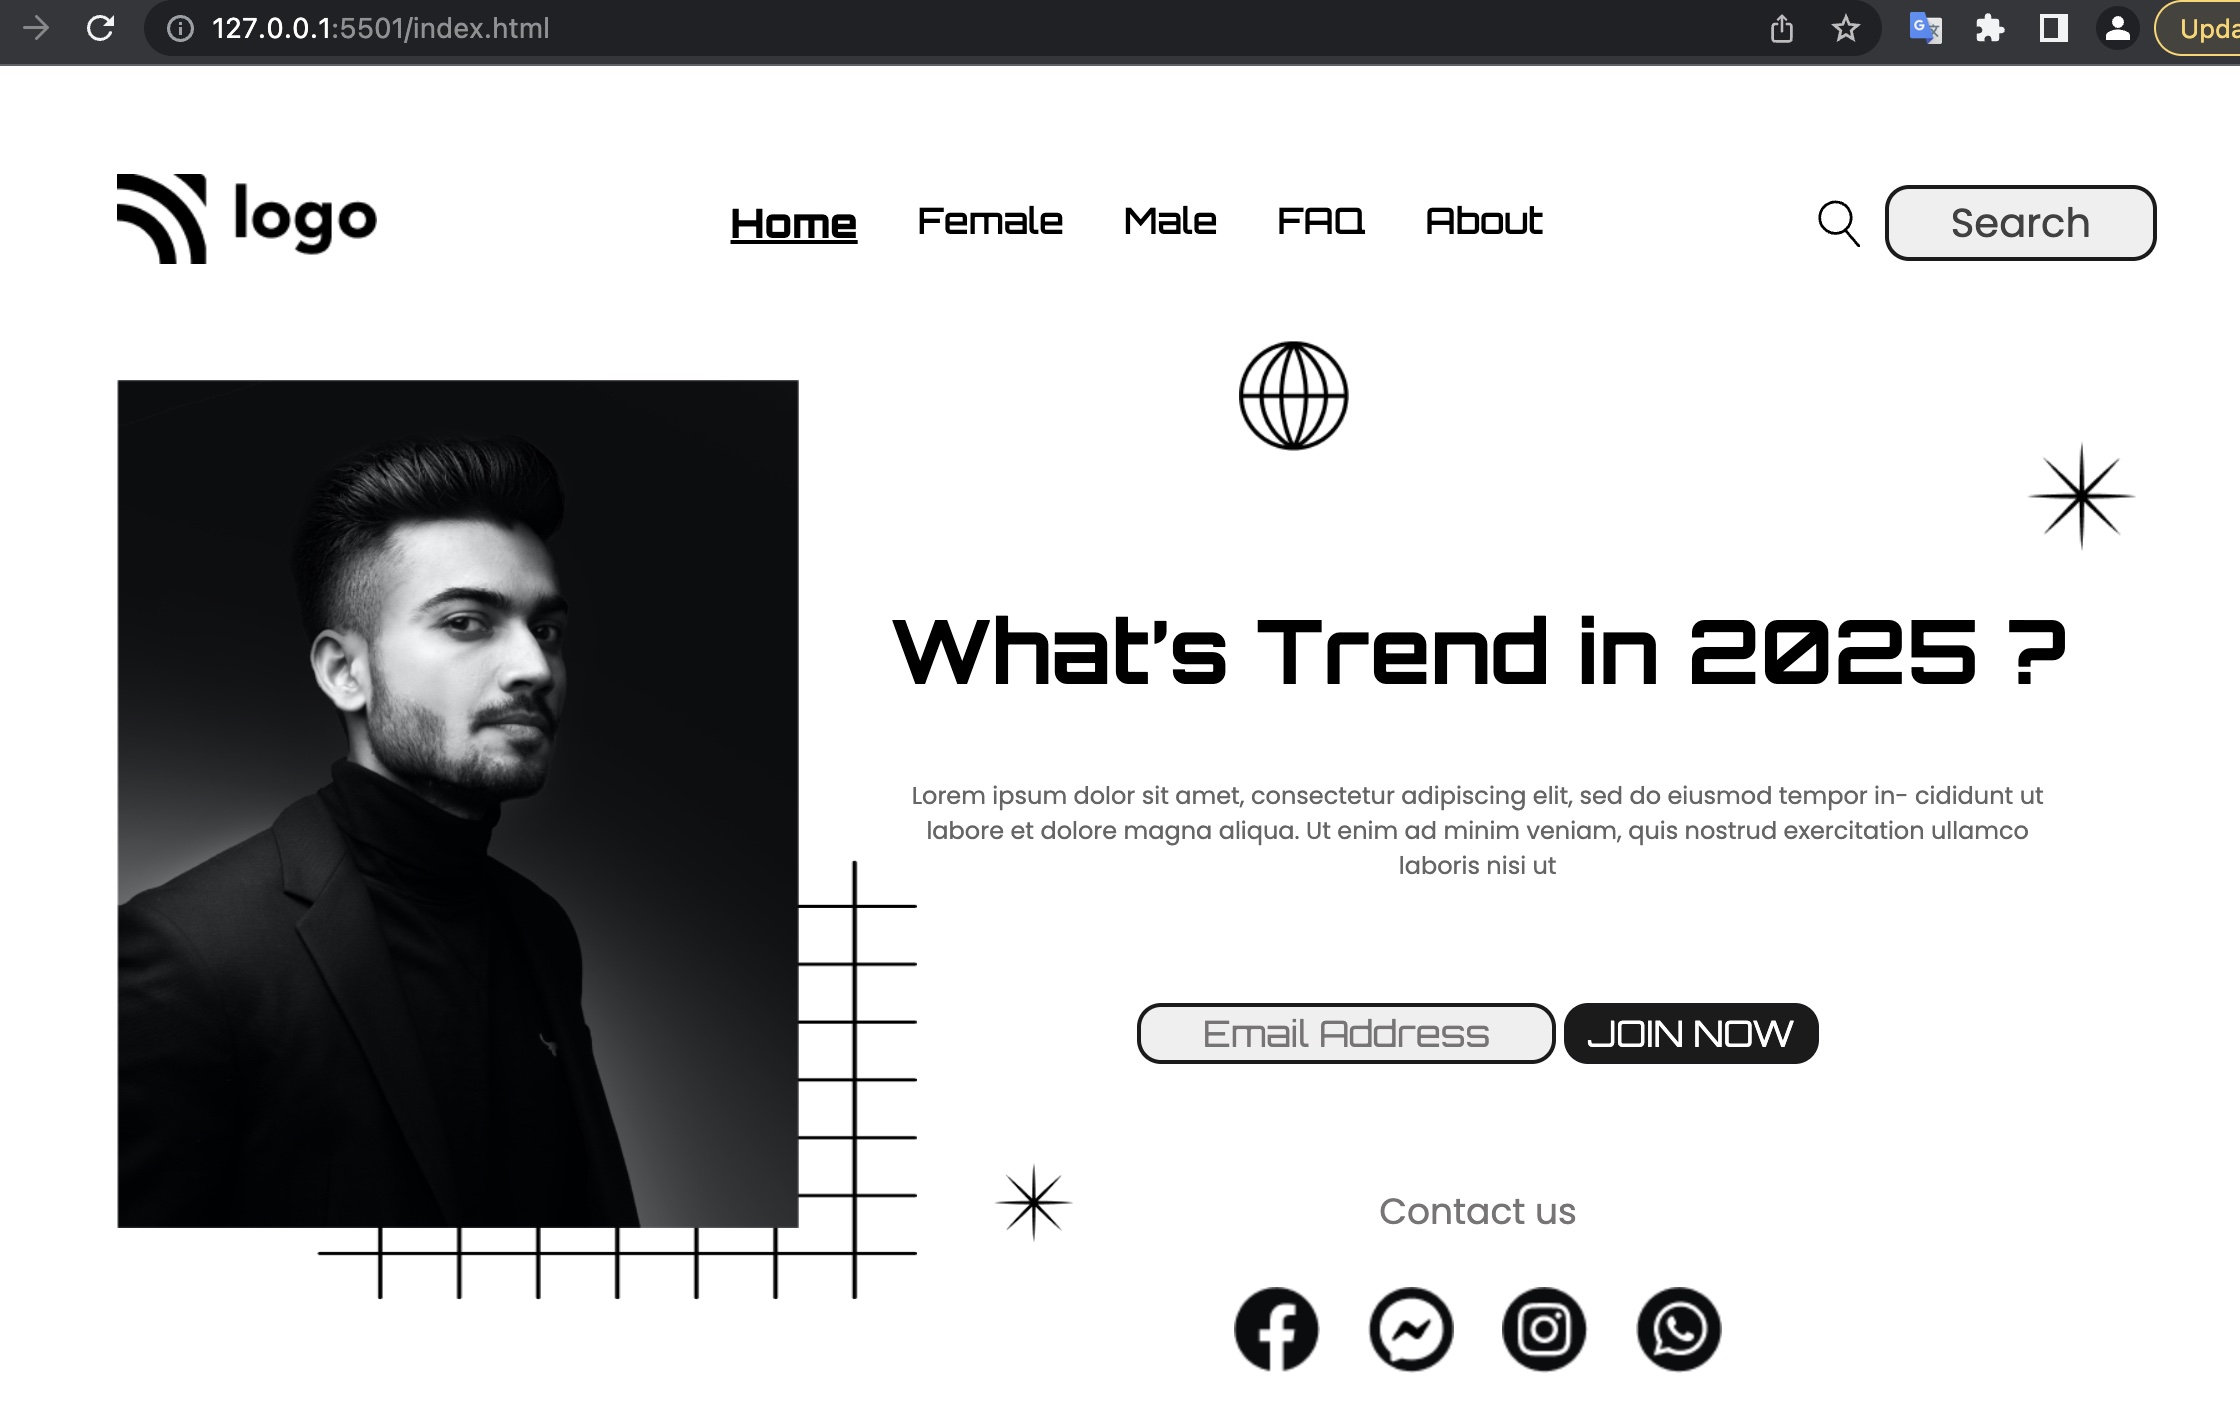 127.0.0.1:5501/index.html
Upda
logo
Home Female Male FAQ About
Search
What's Trend in 2025 ?
Lorem ipsum dolor sit amet, consectetur adipiscing elit, sed do eiusmod tempor in- cididunt ut
labore et dolore magna aliqua. Ut enim ad minim veniam, quis nostrud exercitation ullamco
laboris nisi ut
Email Address JOIN NOW
Contact us